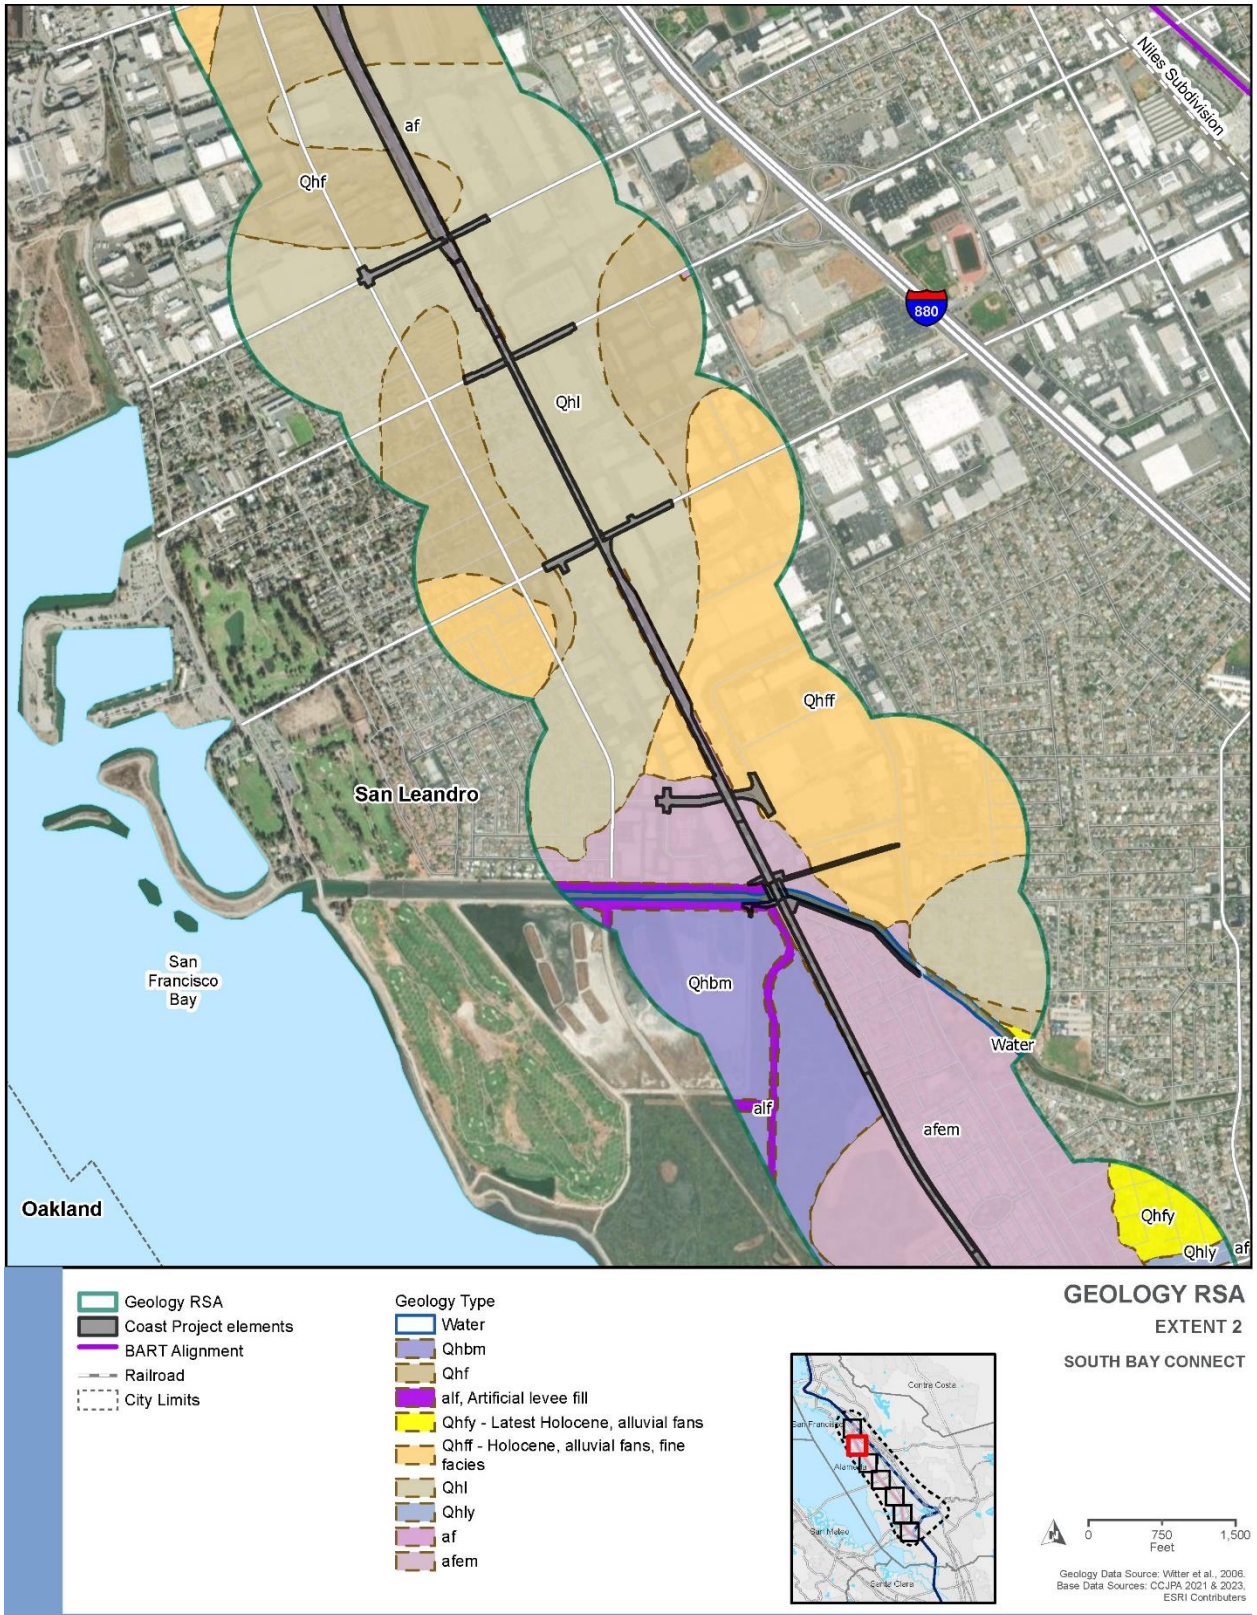 Niles Subdivision
af
Qhf
880
Qhl
Qhff
San Leandro
San
Francisco
Bay
Qhbm
Water
alf
afem
Oakland
Qhfy
Qhly
af
Geology RSA
Coast Project elements
BART Alignment
Railroad
City Limits
Geology Type
Water
Qhbm
Qhf
alf, Artificial levee fill
Qhfy - Latest Holocene, alluvial fans
Qhff - Holocene, alluvial fans, fine
facies
Qhl
Qhly
af
afem
GEOLOGY RSA
EXTENT 2
SOUTH BAY CONNECT
Contra Costa
San Francisco
Alameda
San Mateo
Santa Clara
N
0 750 1,500
Feet
Geology Data Source: Witter et al., 2006.
Base Data Sources: CCJPA 2021 & 2023,
ESRI Contributers